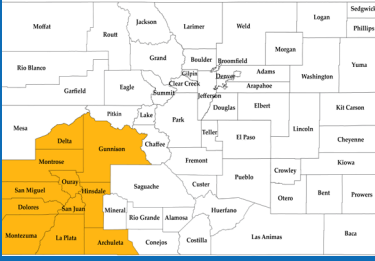 Sedgwick
Logan
Jackson
Larimer
Weld
Moffat
Routt
Phillips
Morgan
Grand
Boulder
Broomfield
Yuma
Rio Blanco
Gilpin
Denver
Adams
Washington
Clear Creek
Arapahoe
Garfield
Eagle
Summit
Jefferson
Douglas
Elbert
Kit Carson
Pitkin
Lake
Park
Mesa
Lincoln
Teller
Delta
Gunnison
Chaffee
El Paso
Cheyenne
Montrose
Fremont
Kiowa
Ouray
Pueblo
Crowley
San Miguel
Hinsdale
Saguache
Custer
Otero
Bent
Prowers
Dolores
San Juan
Mineral
Rio Grande
Alamosa
Huerfano
Montezuma
La Plata
Archuleta
Conejos
Costilla
Las Animas
Baca